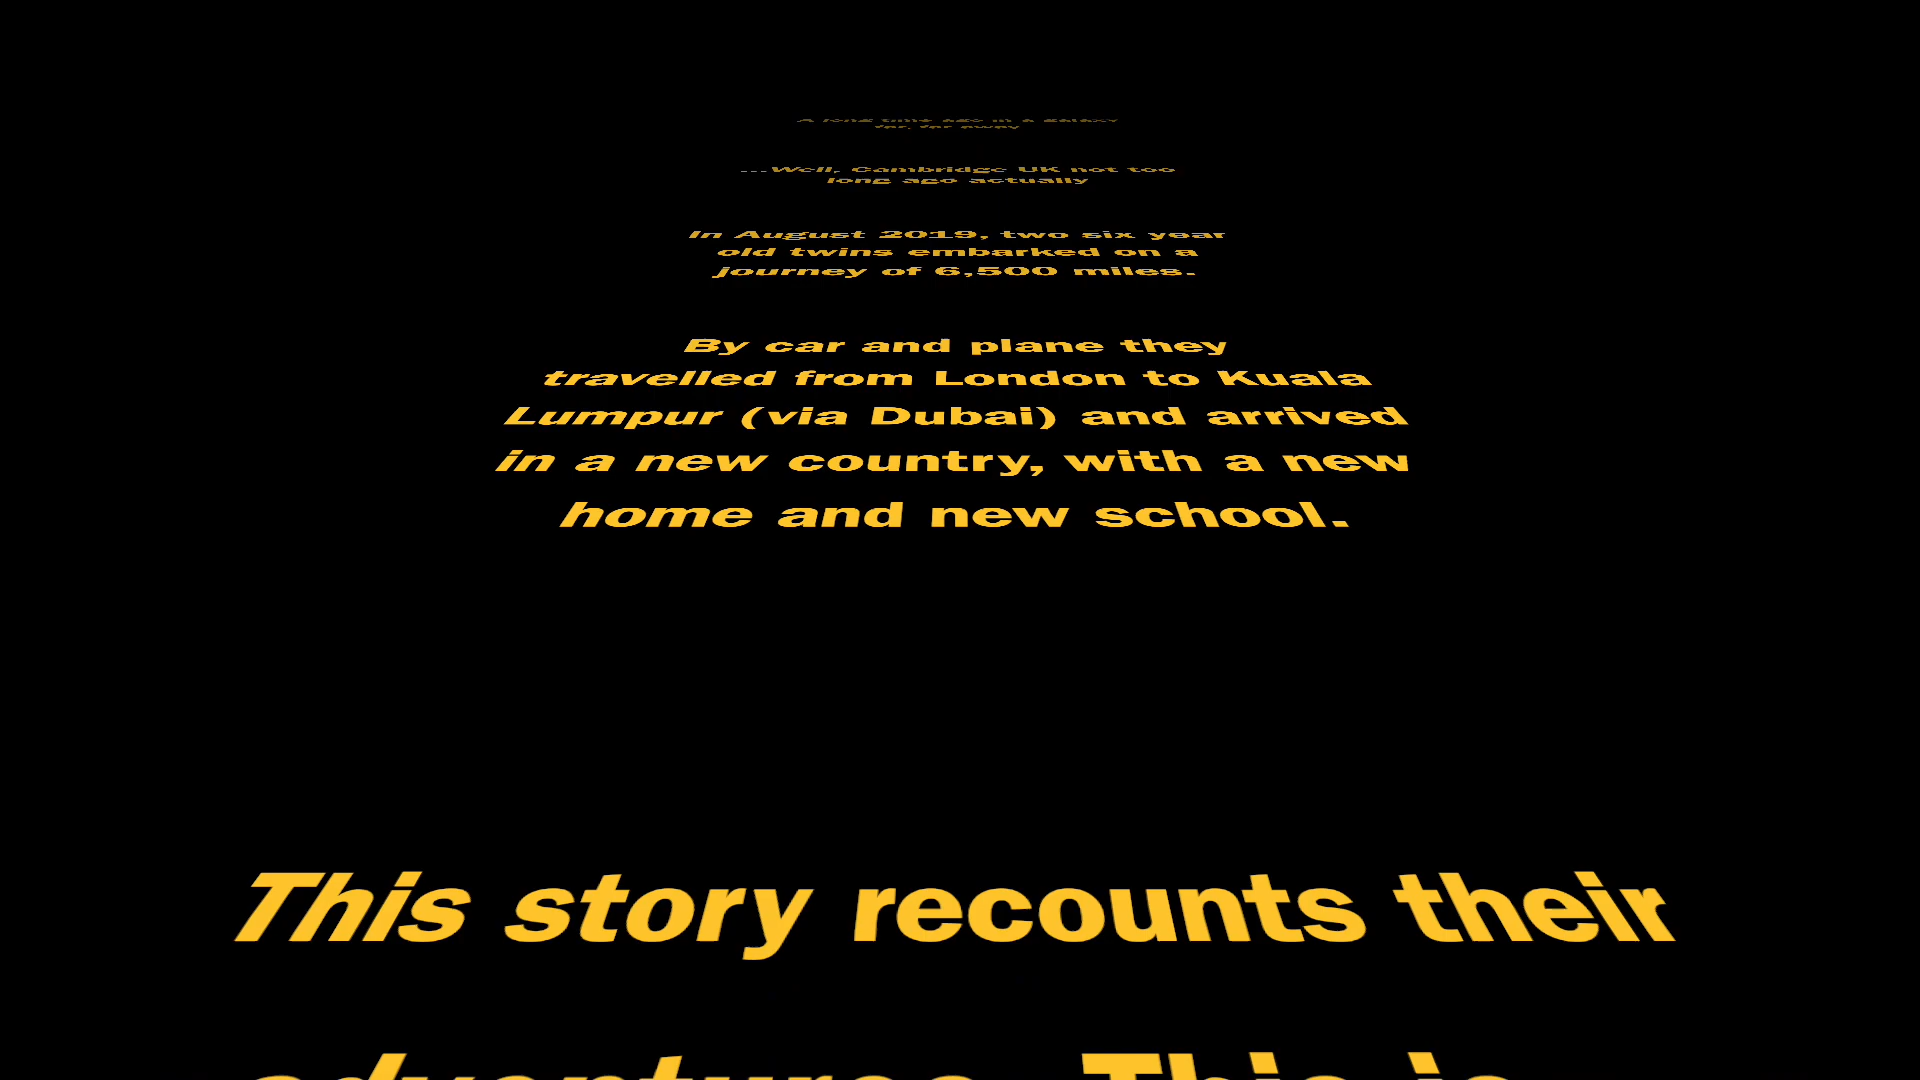 A long time ago in a galaxy
far, far away
...Well, Cambridge UK not too
long ago actually
In August 2019, two six year
old twins embarked on a
journey of 6,500 miles.
By car and plane they
travelled from London to Kuala
Lumpur (via Dubai) and arrived
in a new country, with a new
home and new school.
This story recounts their
adventures. This is